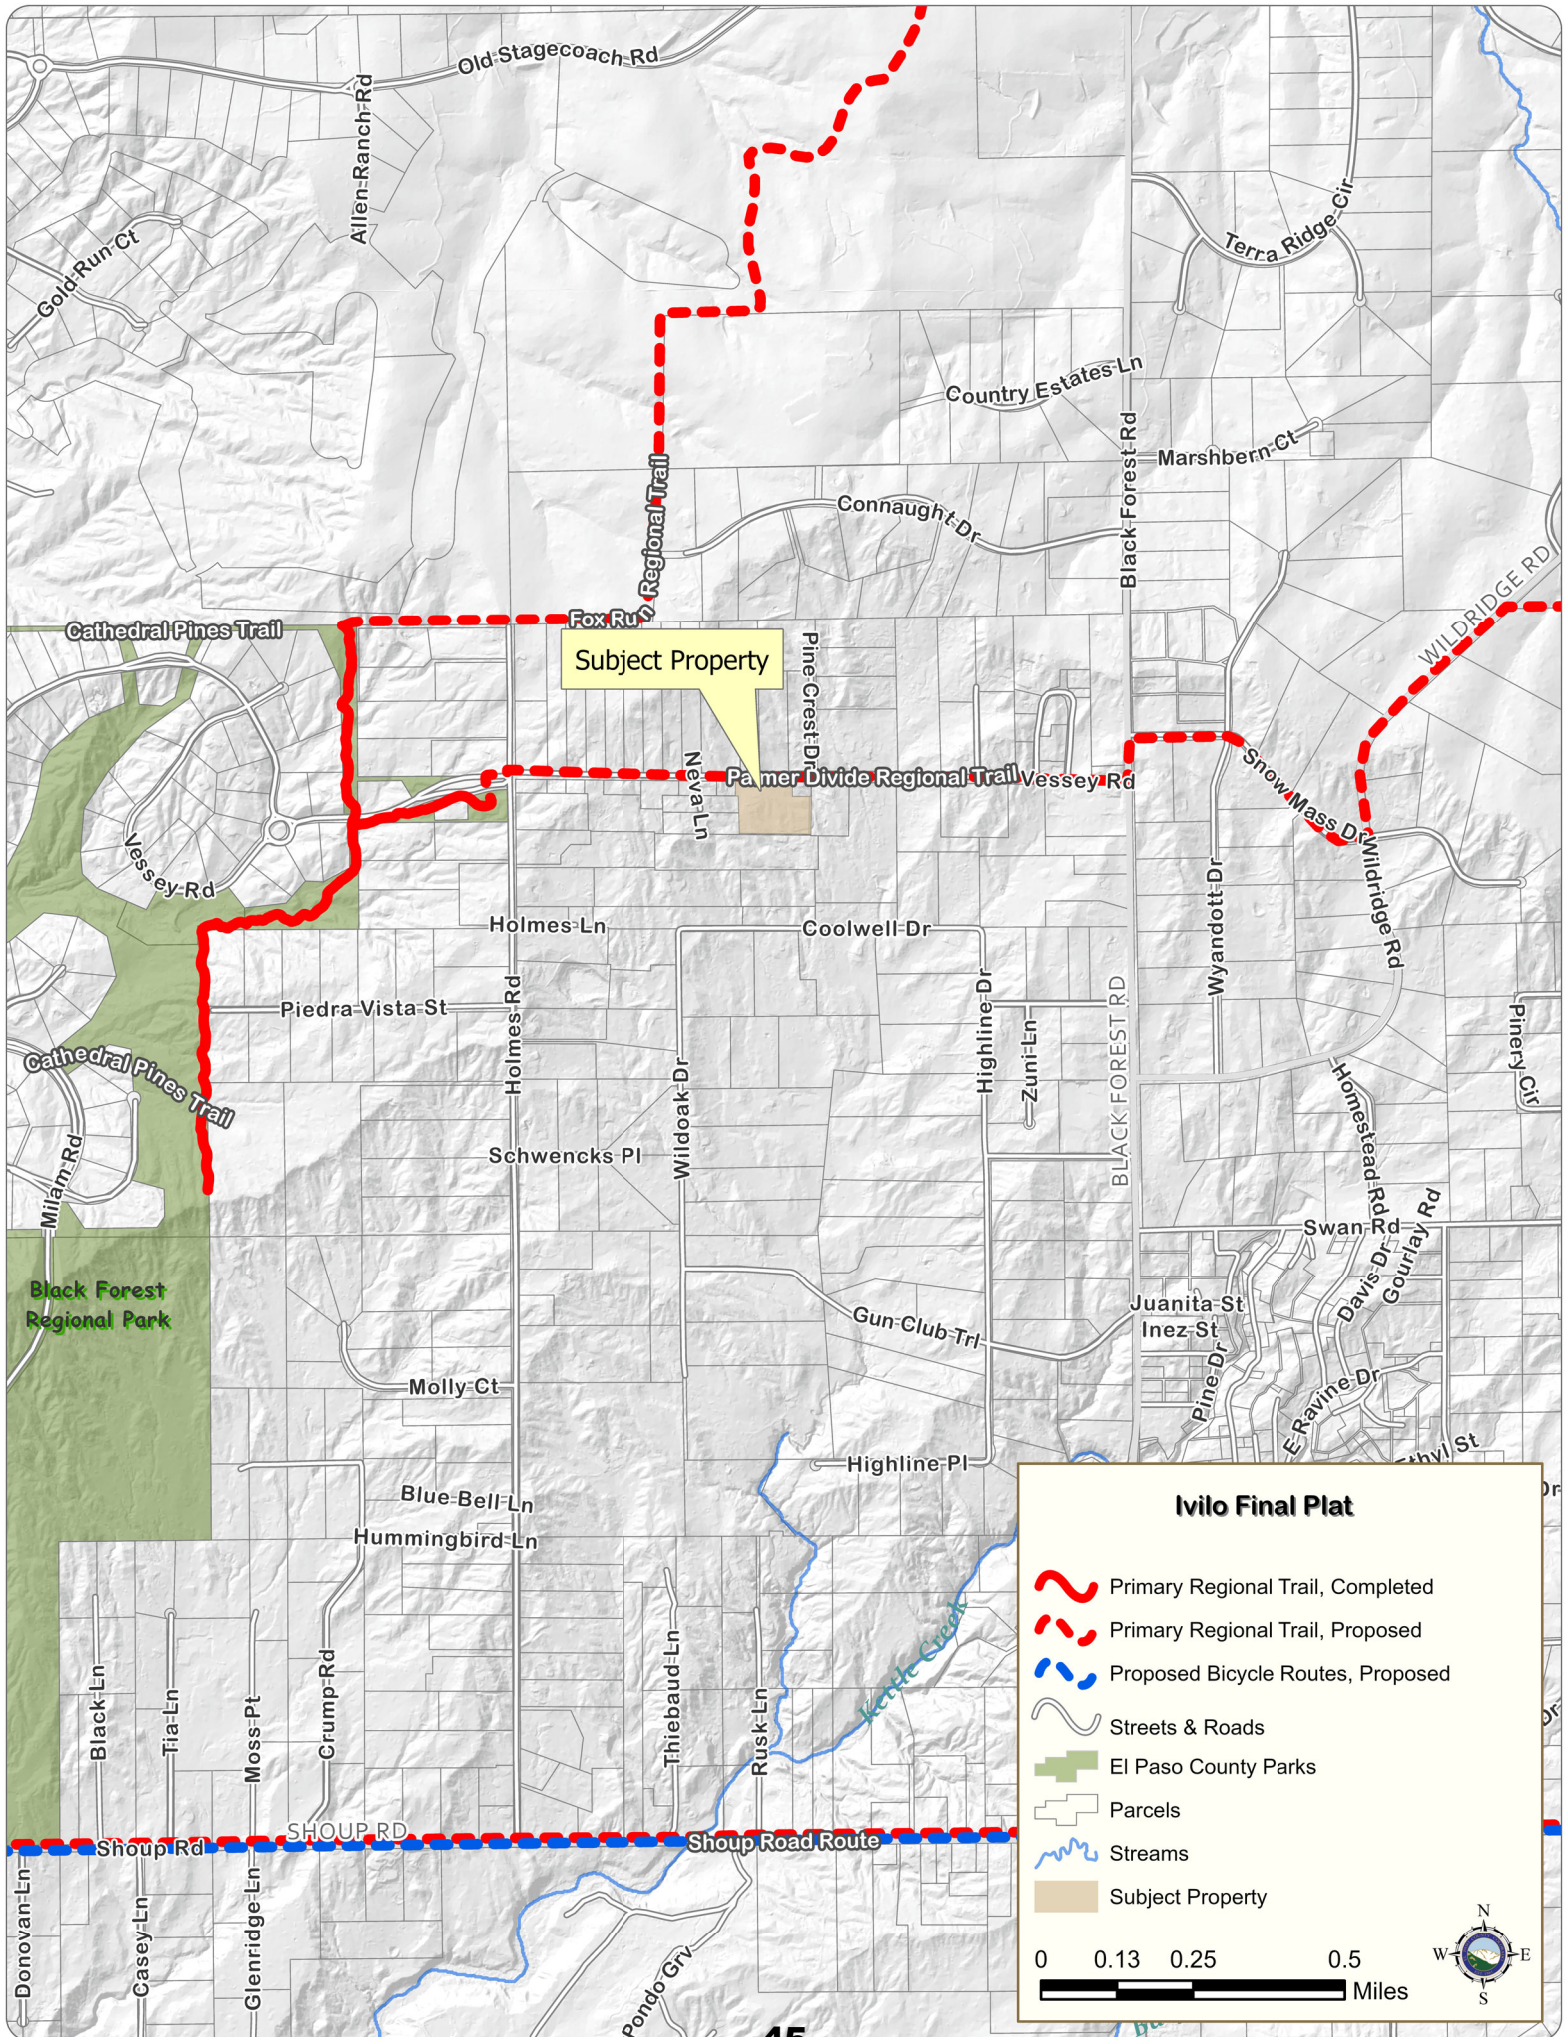 Old Stagecoach Rd
Allen Ranch Rd
Gold Run Ct
Terra Ridge Cir
Country Estates Ln
Black Forest Rd
Marshbern Ct
Connaught Dr
Fox Run Regional Trail
WILDRIDGE RD
Cathedral Pines Trail
Subject Property
Pine Crest Dr
Neva Ln
Palmer Divide Regional Trail
Vessey Rd
Snow Mass Dr
Vessey Rd
Wildridge Rd
Wyandott Dr
Holmes Ln
Coolwell Dr
Holmes Rd
Piedra Vista St
Highline Dr
Zuni Ln
BLACK FOREST RD
Pinery Cir
Cathedral Pines Trail
Wildoak Dr
Homestead Rd
Milam Rd
Schwencks Pl
Swan Rd
Gourlay Rd
Davis Dr
Black Forest
Regional Park
Juanita St
Inez St
Gun Club Trl
Pine Dr
E Ravine Dr
Molly Ct
Ethyl St
Highline Pl
Dr
Blue Bell Ln
Hummingbird Ln
Kettle Creek
Black Ln
Tia Ln
Moss Pt
Crump Rd
Thiebaud Ln
Rusk Ln
Dr
SHOUP RD
Shoup Rd
Shoup Road Route
Donovan Ln
Casey Ln
Glenridge Ln
Pondo Grv
Ivilo Final Plat
Primary Regional Trail, Completed
Primary Regional Trail, Proposed
Proposed Bicycle Routes, Proposed
Streets & Roads
El Paso County Parks
Parcels
Streams
Subject Property
N
W E
S
0 0.13 0.25 0.5
Miles
45